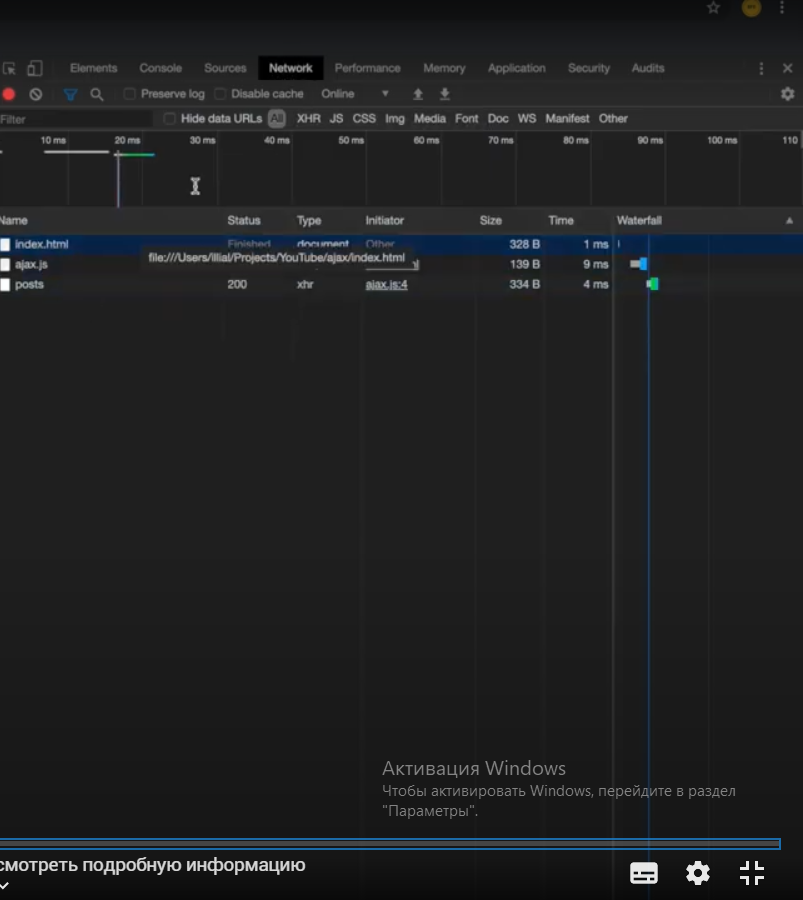 Elements Console Sources Network Performance Memory Application Security Audits
Preserve log Disable cache Online
Filter Hide data URLs All XHR JS CSS Img Media Font Doc WS Manifest Other
10 ms 20 ms 30 ms 40 ms 50 ms 60 ms 70 ms 80 ms 90 ms 100 ms 110
Name Status Type Initiator Size Time Waterfall
index.html Finished document Other 328 B 1 ms
file:///Users/illial/Projects/YouTube/ajax/index.html
ajax.js 139 B 9 ms
posts 200 xhr ajax.js:4 334 B 4 ms
Активация Windows
Чтобы активировать Windows, перейдите в раздел
"Параметры".
смотреть подробную информацию